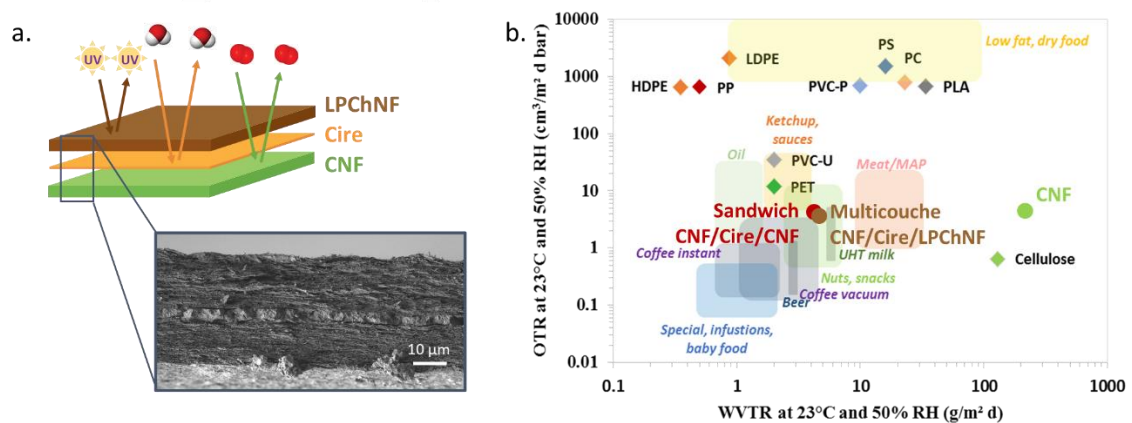 a.
UV
UV
LPChNF
Cire
CNF
10 µm
b.
OTR at 23°C and 50% RH (cm³/m² d bar)
10000
1000
100
10
1
0.1
0.01
0.1
1
10
100
1000
WVTR at 23°C and 50% RH (g/m² d)
Low fat, dry food
PS
PC
LDPE
HDPE
PP
PVC-P
PLA
Ketchup,
sauces
Oil
PVC-U
Meat/MAP
PET
CNF
Sandwich
CNF/Cire/CNF
Multicouche
CNF/Cire/LPChNF
Coffee instant
UHT milk
Cellulose
Nuts, snacks
Coffee vacuum
Beer
Special, infustions,
baby food